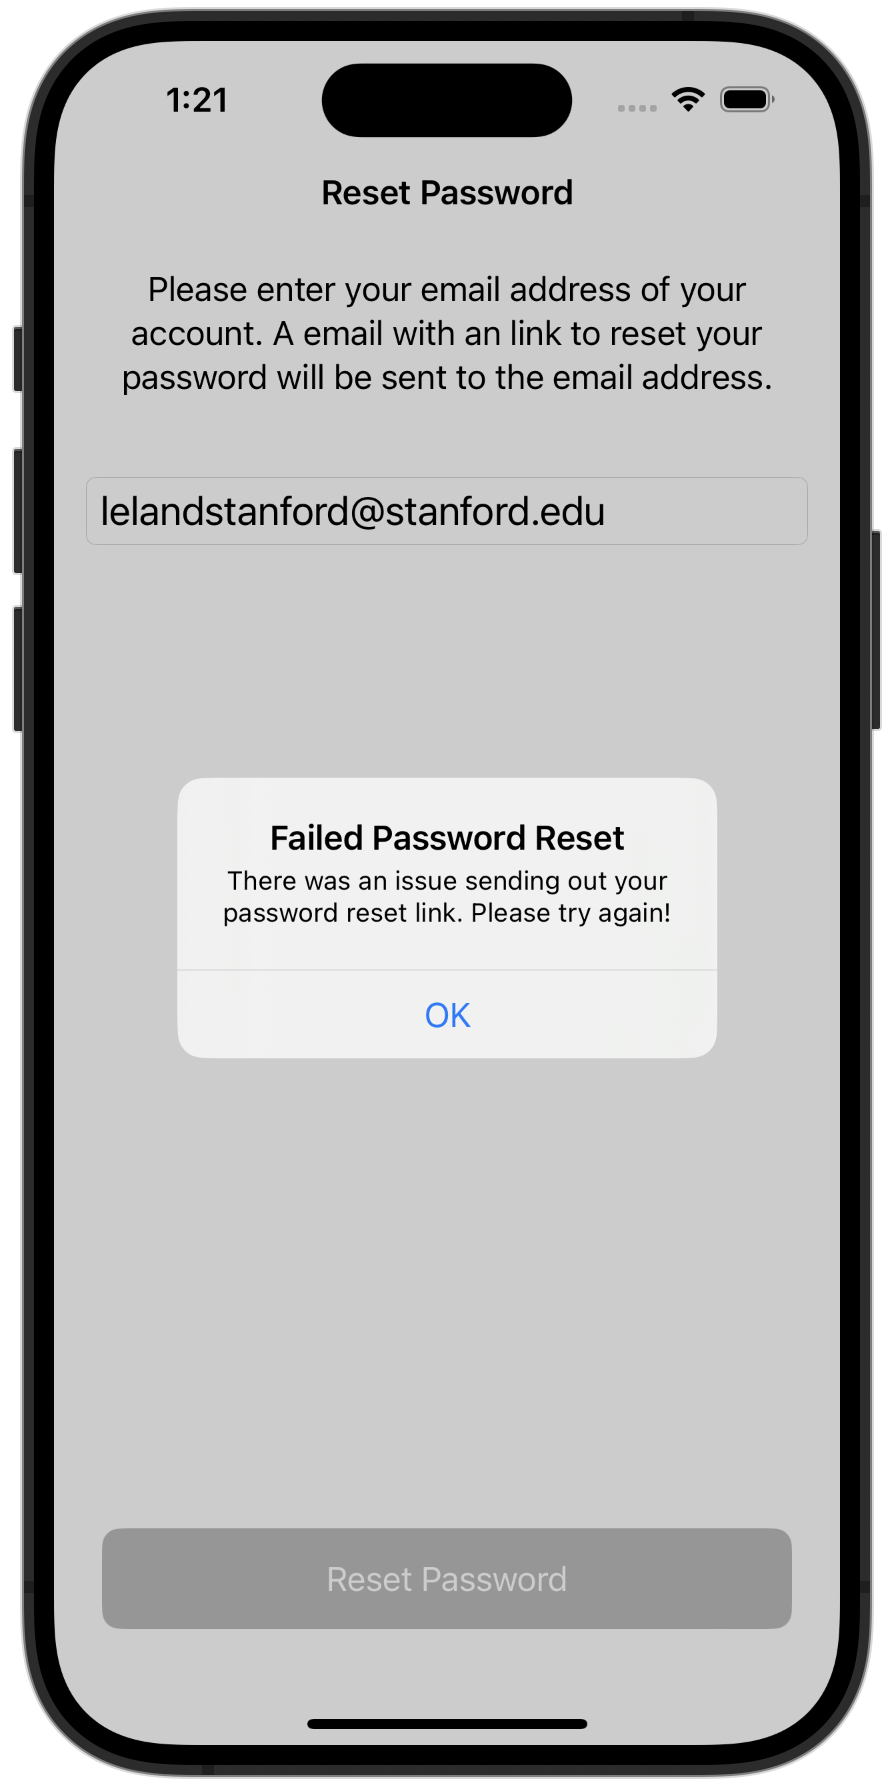 1:21
Reset Password
Please enter your email address of your
account. A email with an link to reset your
password will be sent to the email address.
lelandstanford@stanford.edu
Failed Password Reset
There was an issue sending out your
password reset link. Please try again!
OK
Reset Password